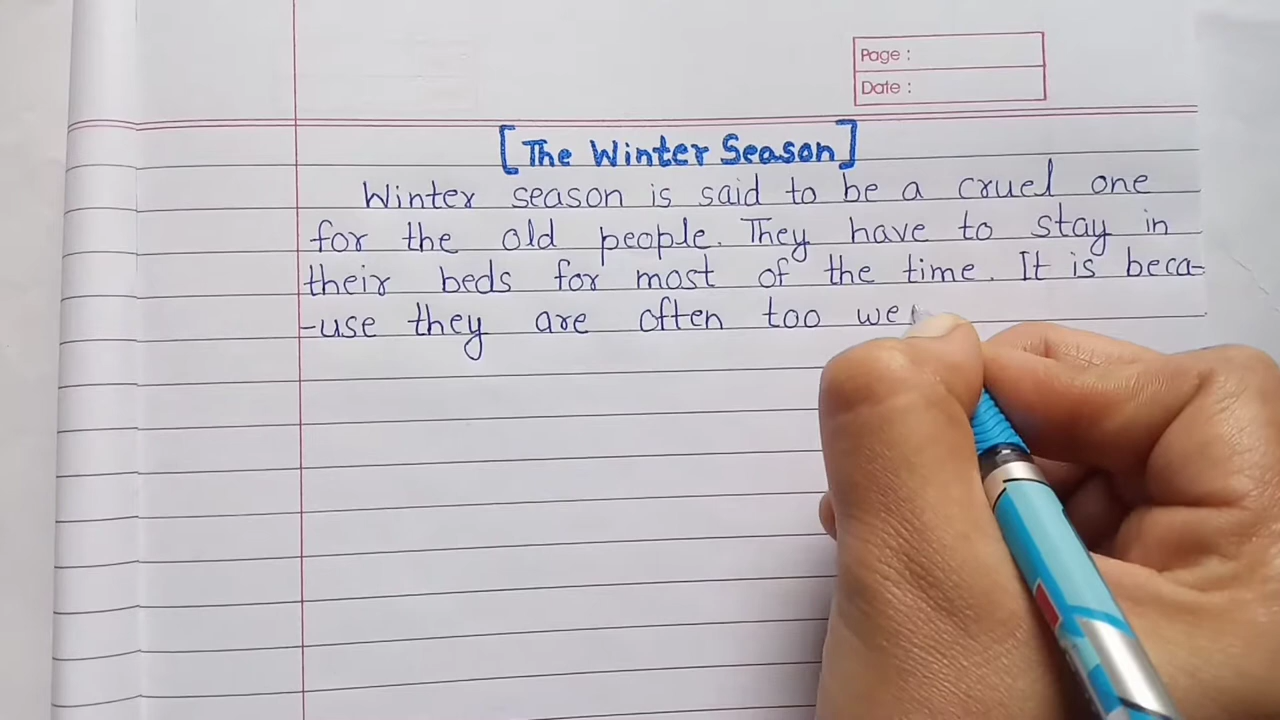 Page :
Date :
[The Winter Season]
Winter season is said to be a cruel one
for the old people. They have to stay in
their beds for most of the time. It is beca-
-use they are often too we